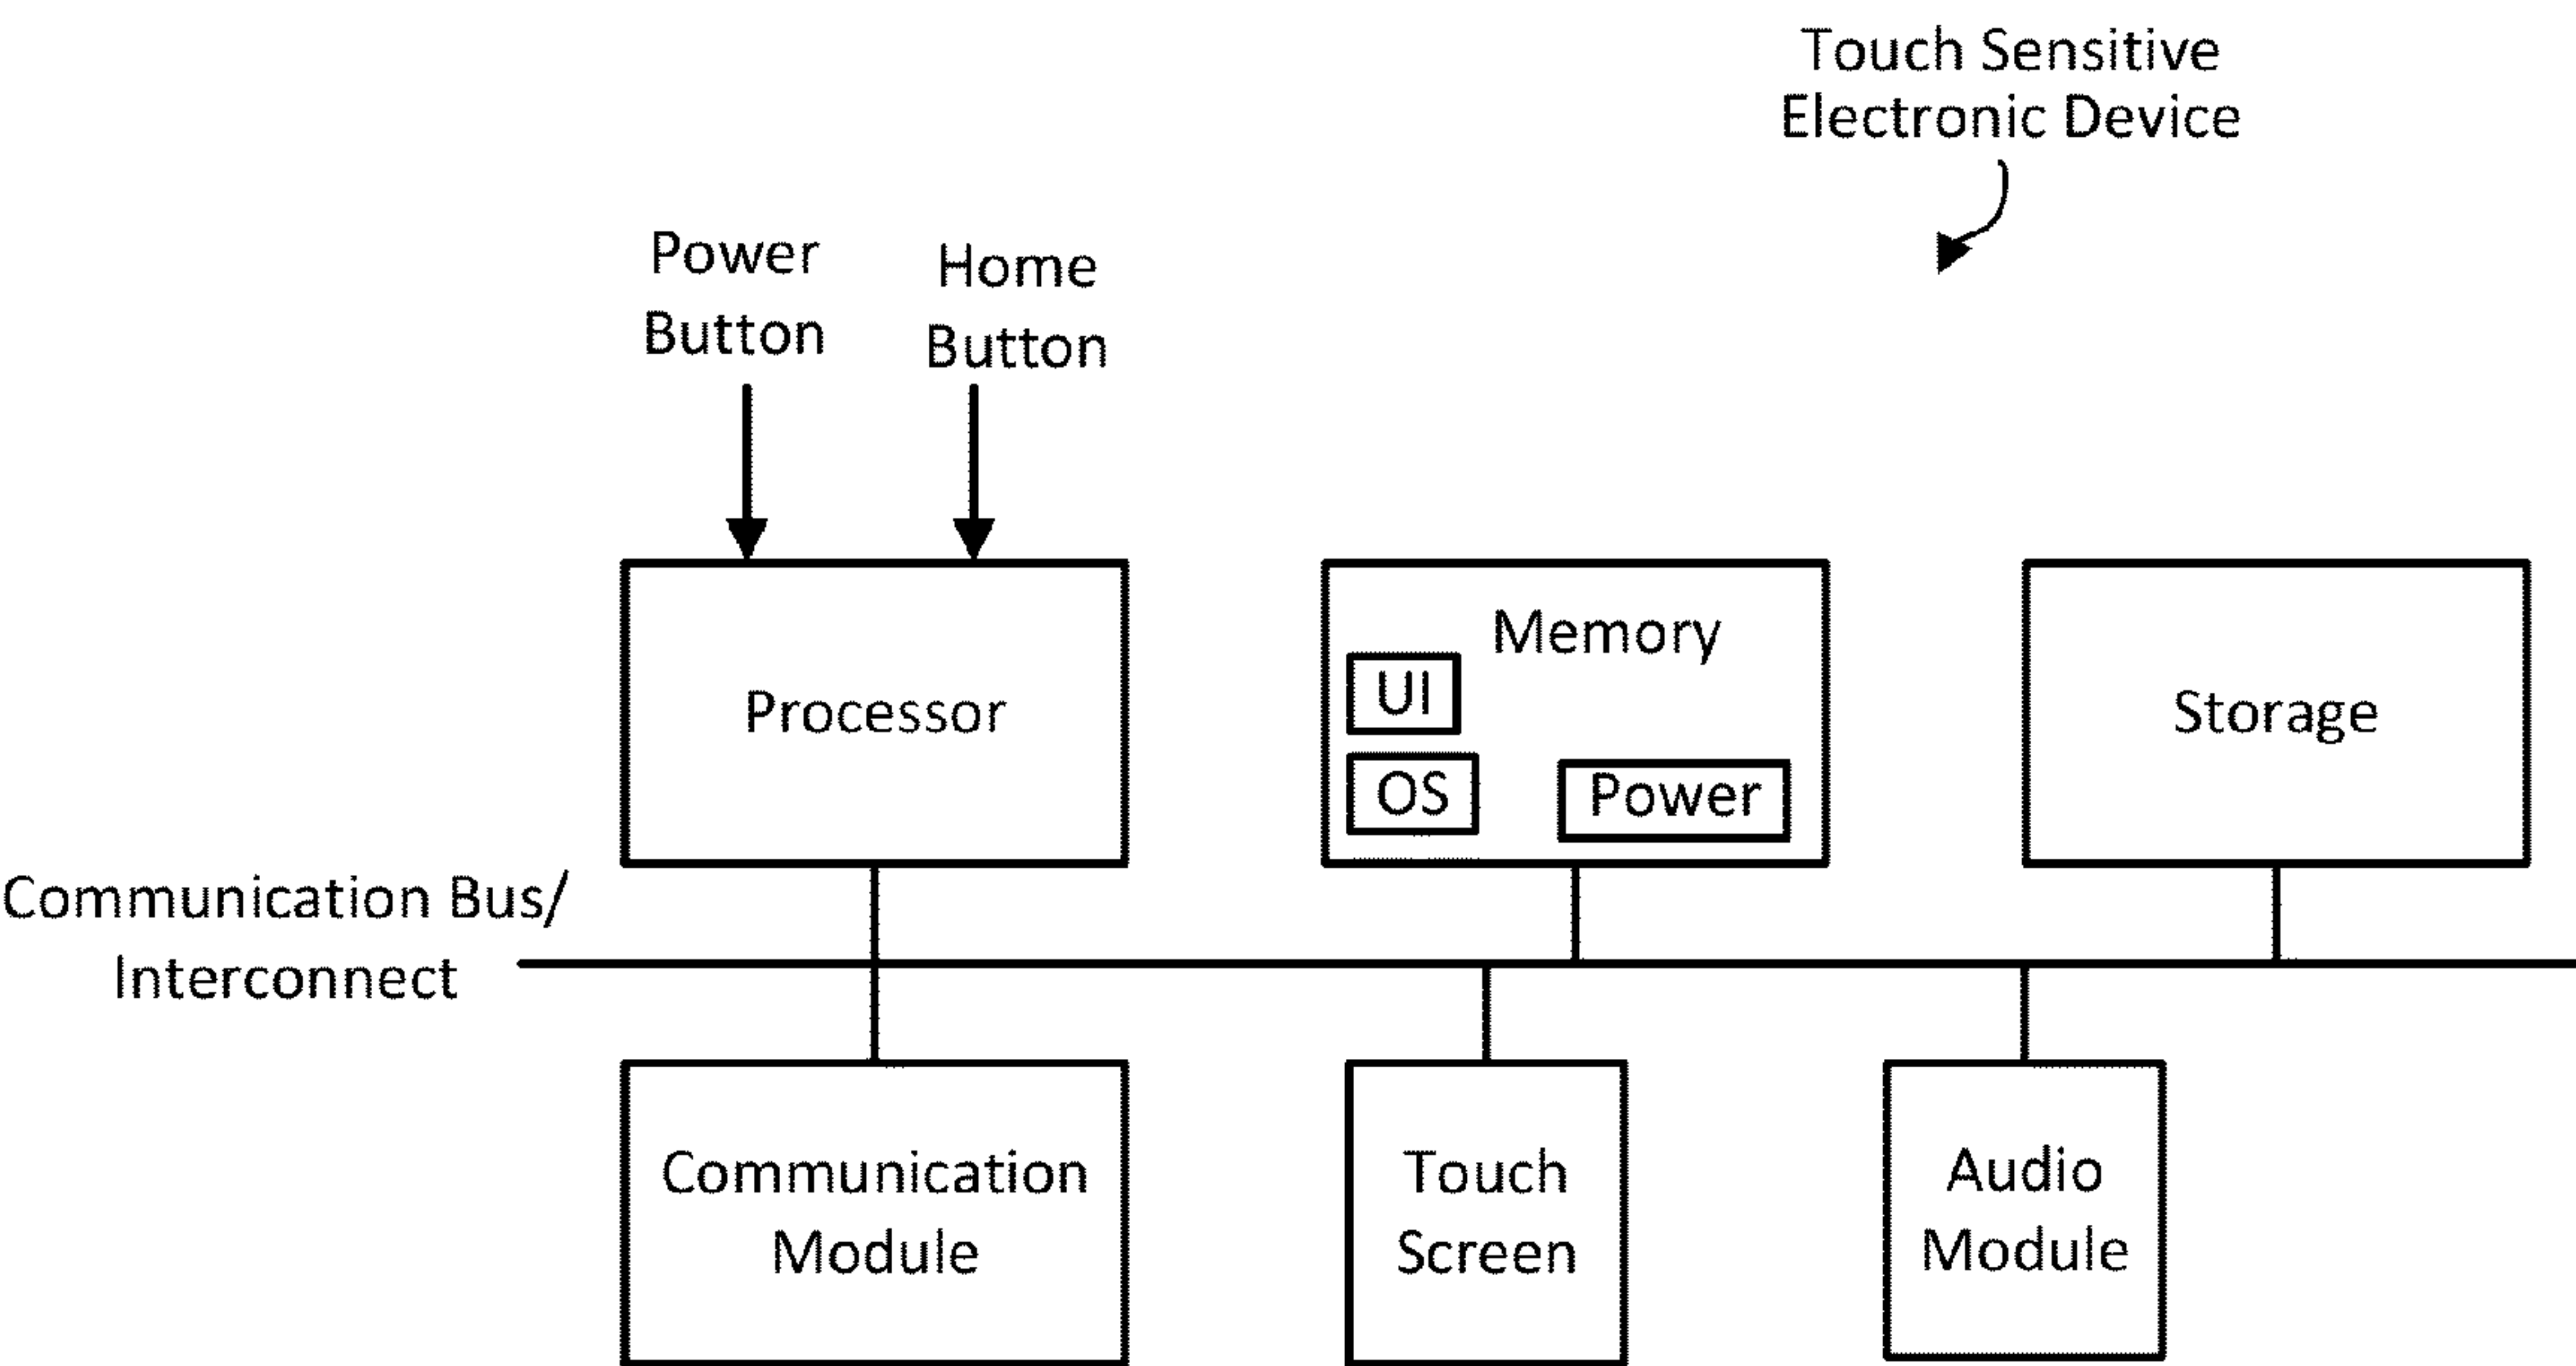 Touch Sensitive
Electronic Device
Power
Button
Home
Button
Processor
Memory
UI
OS
Power
Storage
Communication Bus/
Interconnect
Communication
Module
Touch
Screen
Audio
Module